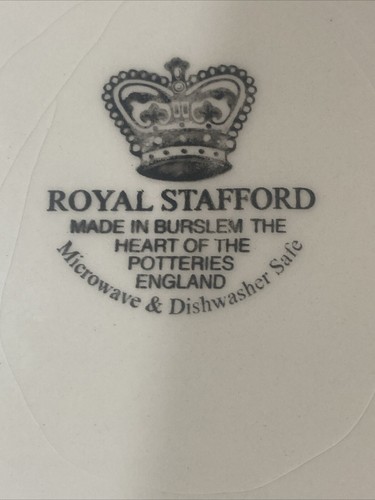 ROYAL STAFFORD
MADE IN BURSLEM THE
HEART OF THE
POTTERIES
ENGLAND
Microwave & Dishwasher Safe